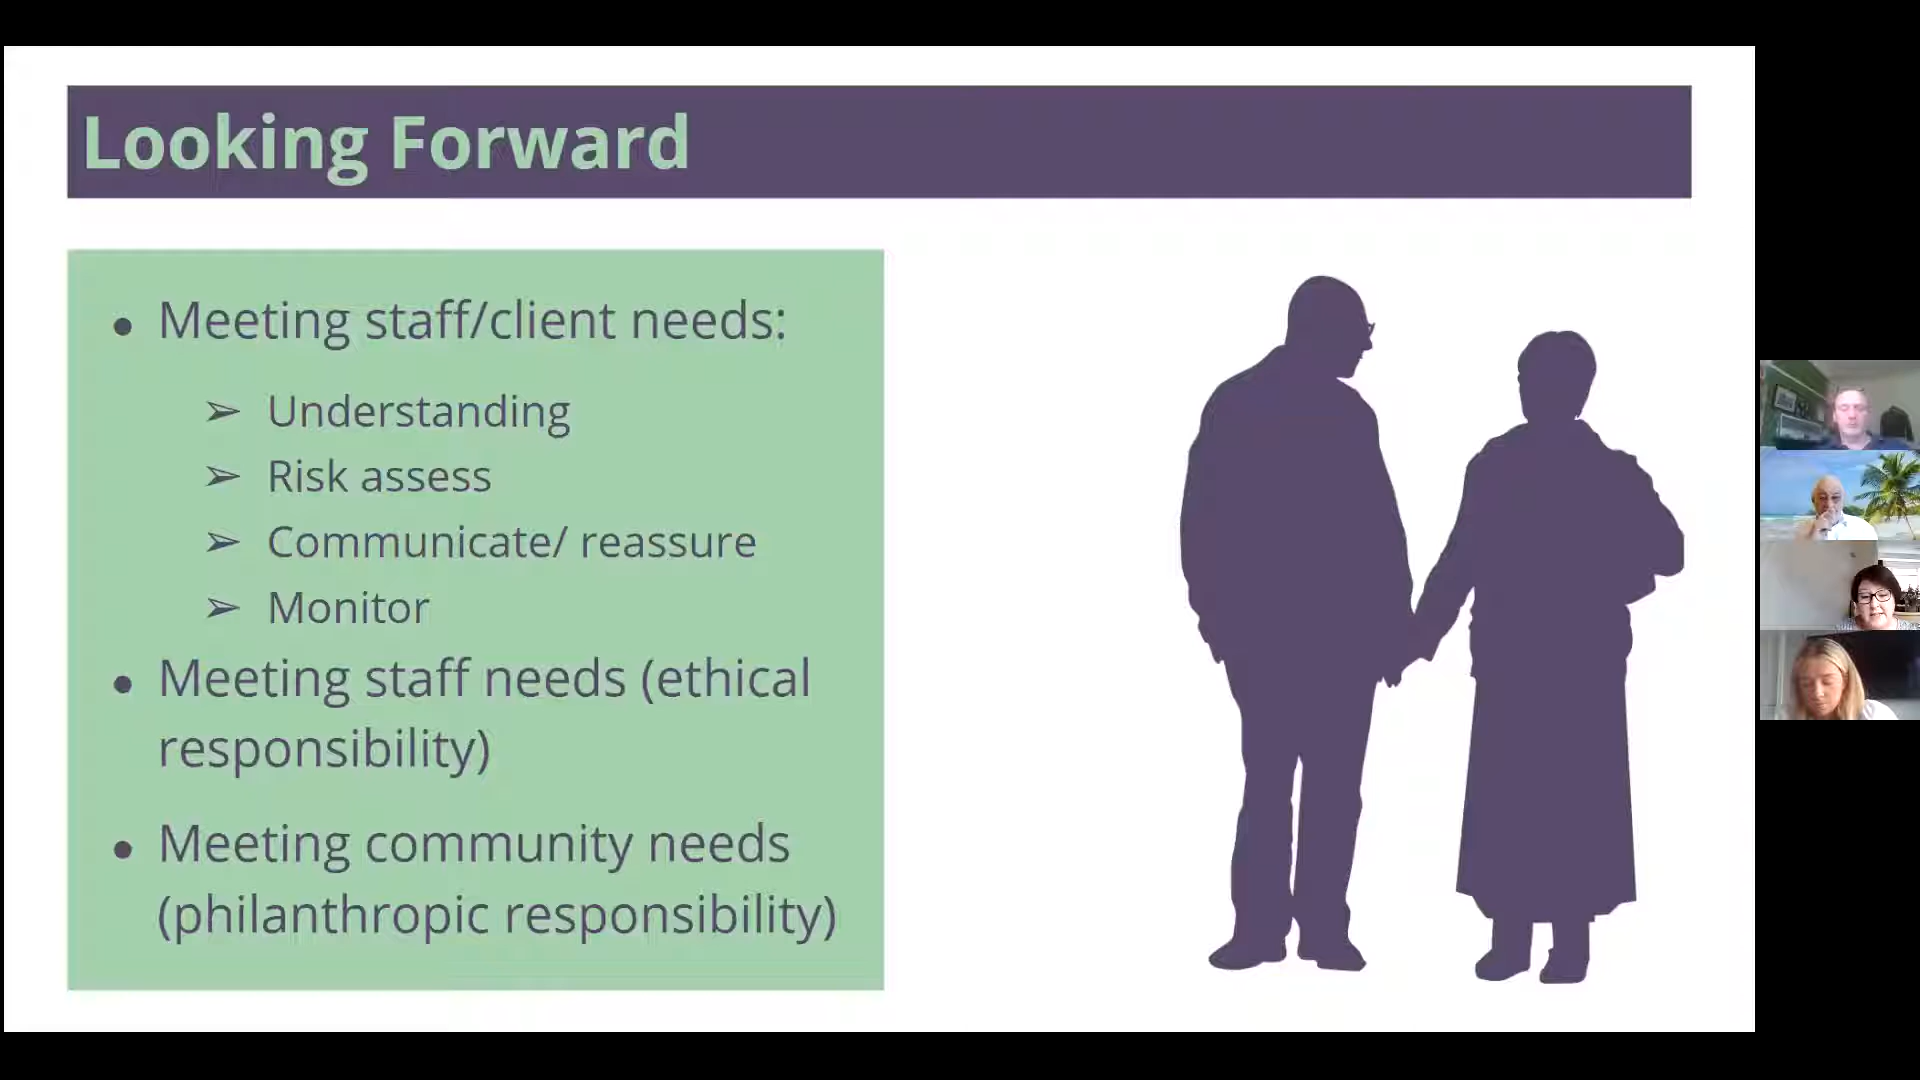 Looking Forward
• Meeting staff/client needs:
➢ Understanding
➢ Risk assess
➢ Communicate/ reassure
➢ Monitor
• Meeting staff needs (ethical
responsibility)
• Meeting community needs
(philanthropic responsibility)